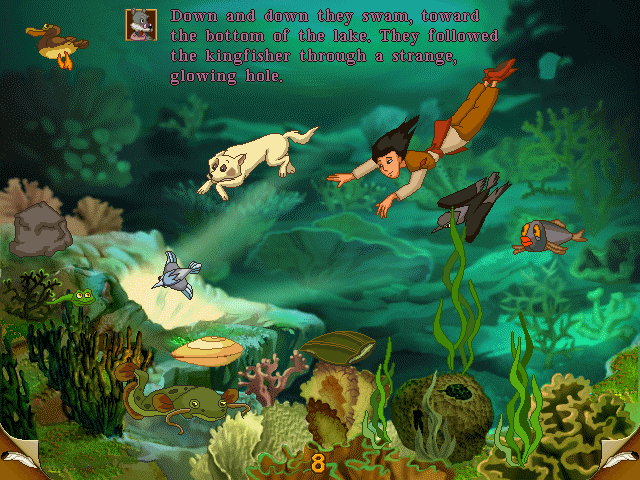 Down and down they swam, toward
the bottom of the lake. They followed
the kingfisher through a strange,
glowing hole.
8